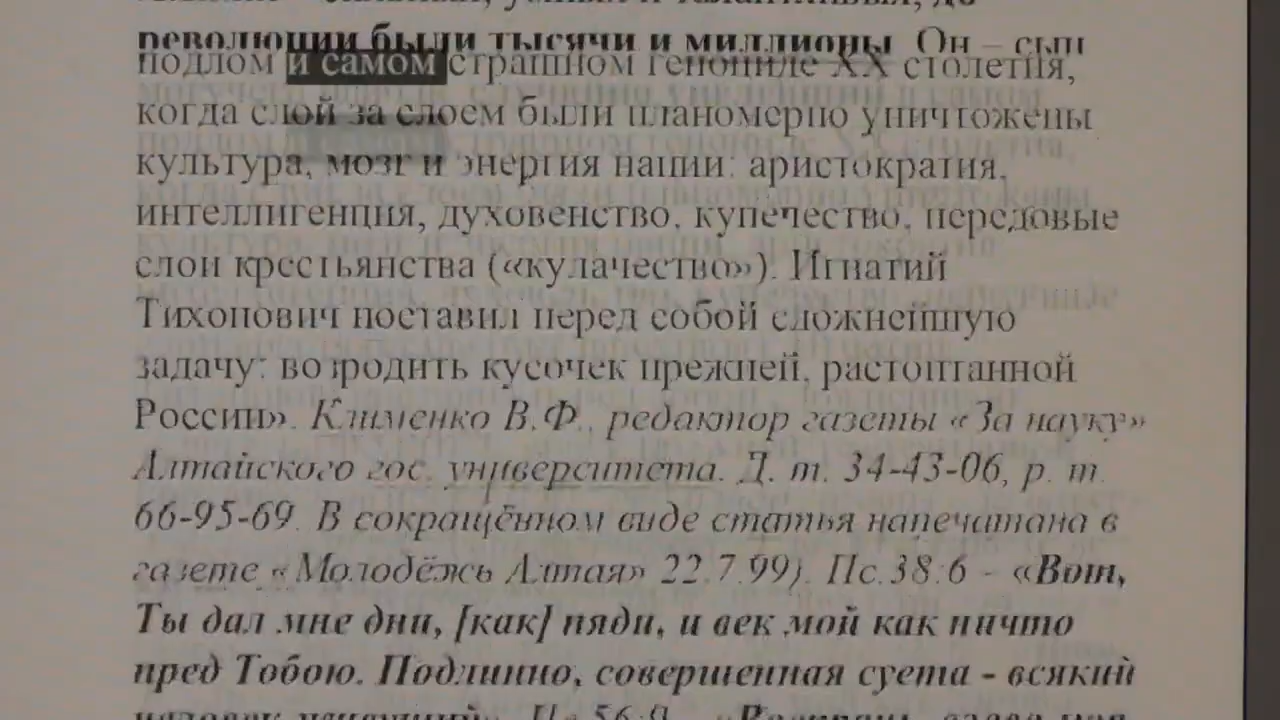 революции были тысячи и миллионы. Он – сын
подлом и самом страшном геноциде XX столетия,
когда слой за слоем были планомерно уничтожены
культура, мозг и энергия нации: аристократия,
интеллигенция, духовенство, купечество, передовые
слои крестьянства («кулачество»). Игнатий
Тихонович поставил перед собой сложнейшую
задачу: возродить кусочек прежней, растоптанной
России». Клименко В.Ф., редактор газеты «За науку»
Алтайского гос. университета. Д. т. 34-43-06, р. т.
66-95-69. В сокращённом виде статья напечатана в
газете «Молодёжь Алтая» 22.7.99). Пс.38:6 – «Вот,
Ты дал мне дни, [как] пяди, и век мой как ничто
пред Тобою. Подлинно, совершенная суета - всякий